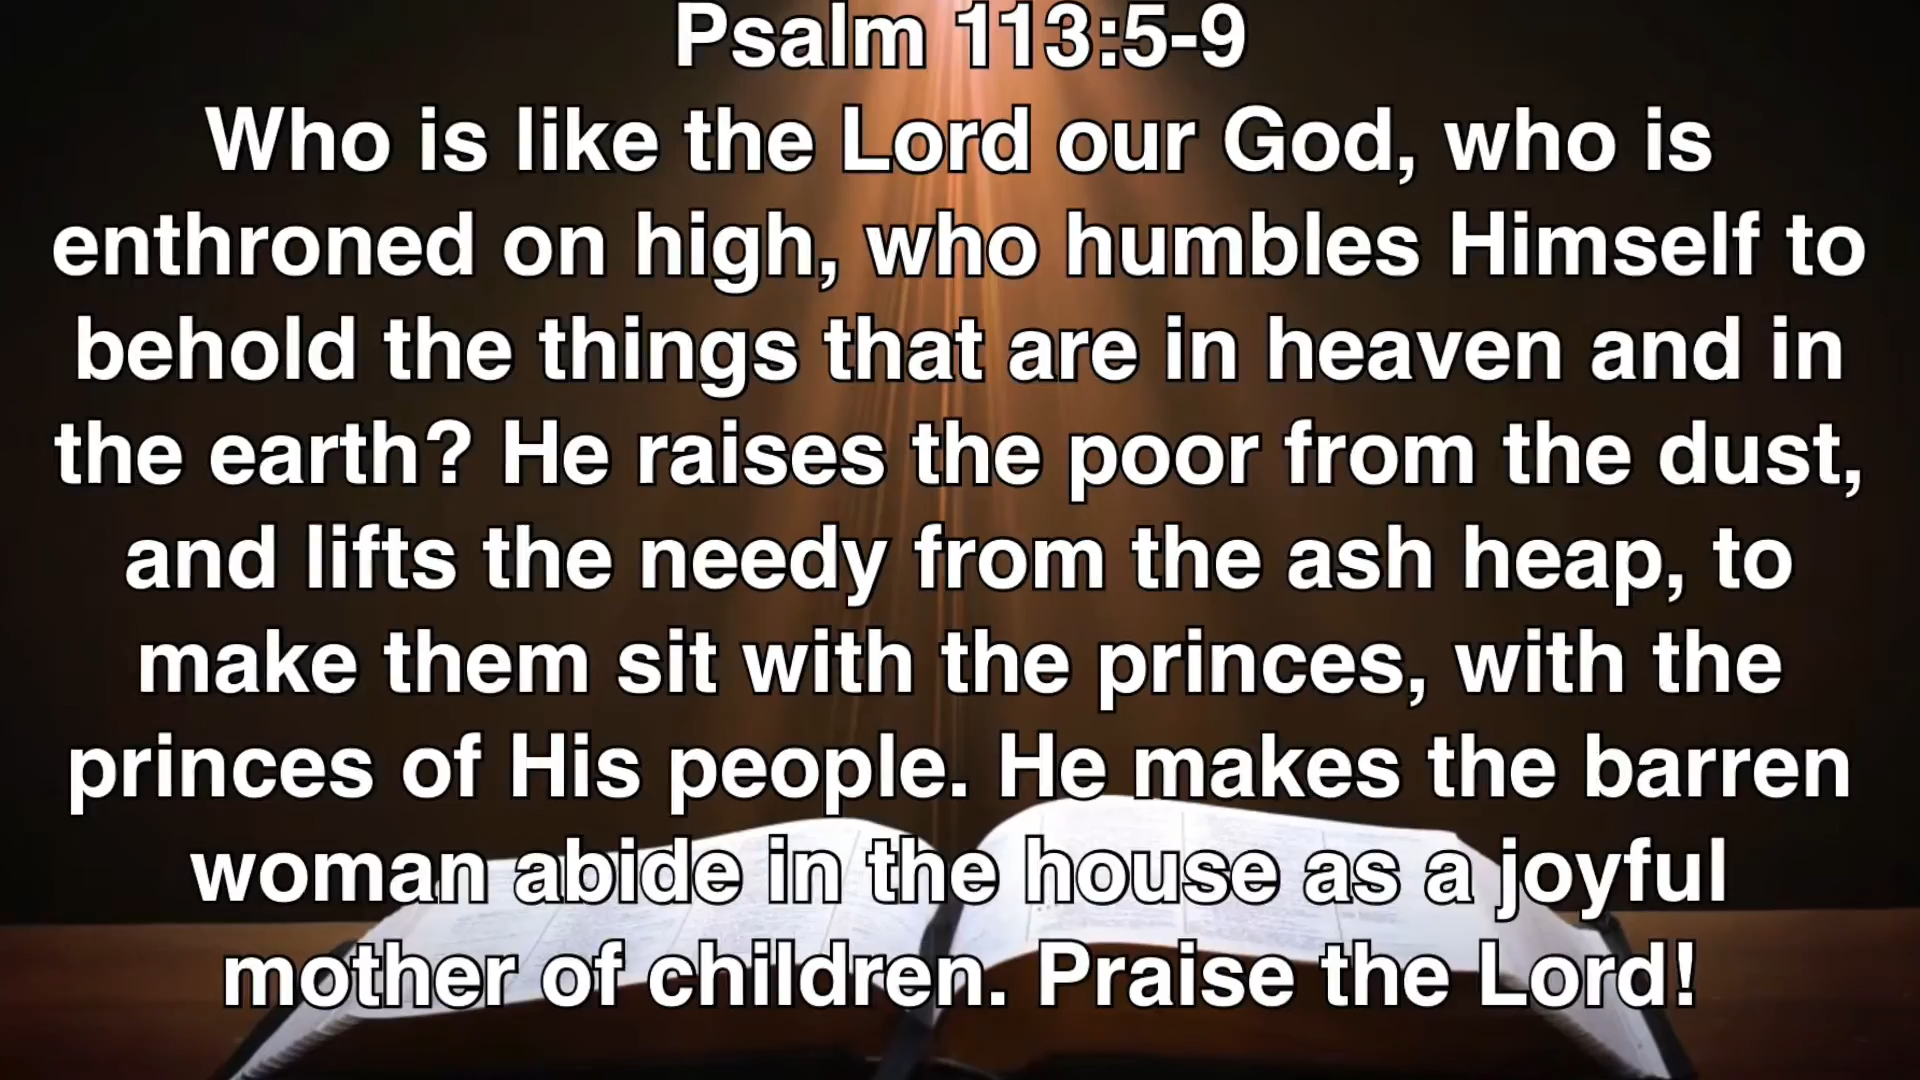 Psalm 113:5-9
Who is like the Lord our God, who is
enthroned on high, who humbles Himself to
behold the things that are in heaven and in
the earth? He raises the poor from the dust,
and lifts the needy from the ash heap, to
make them sit with the princes, with the
princes of His people. He makes the barren
woman abide in the house as a joyful
mother of children. Praise the Lord!